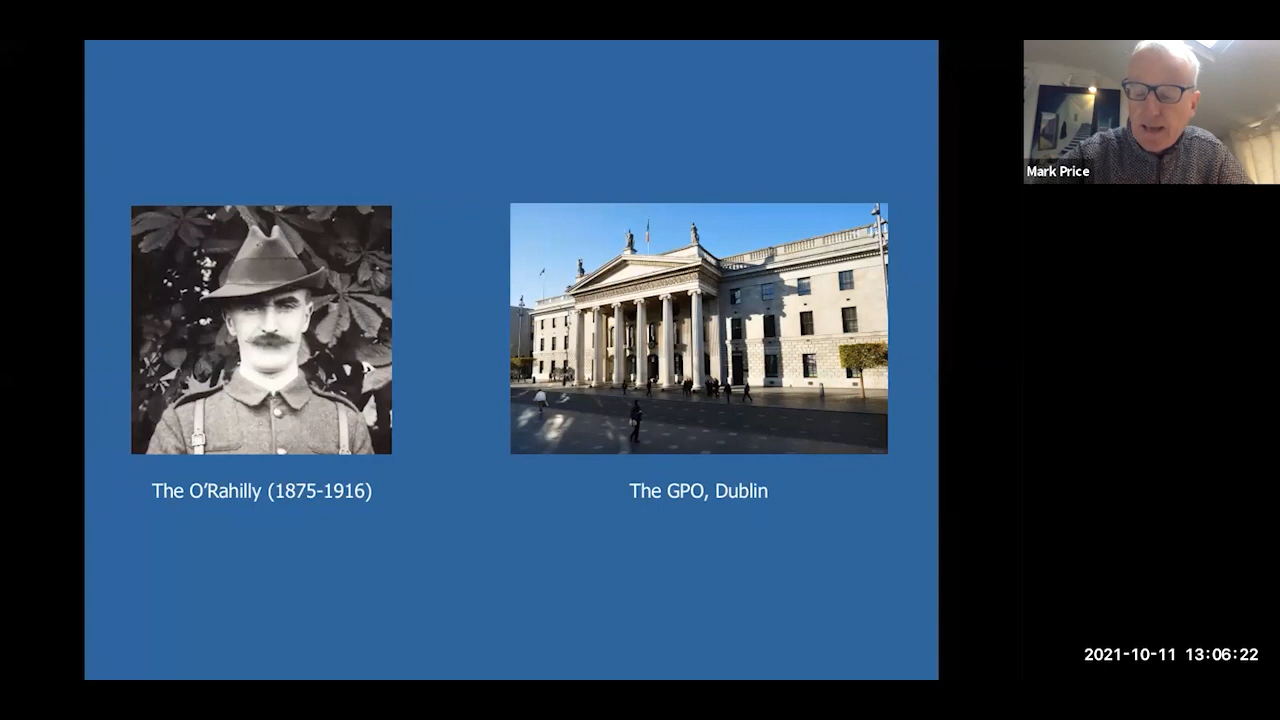 Mark Price
The O'Rahilly (1875-1916)
The GPO, Dublin
2021-10-11 13:06:22